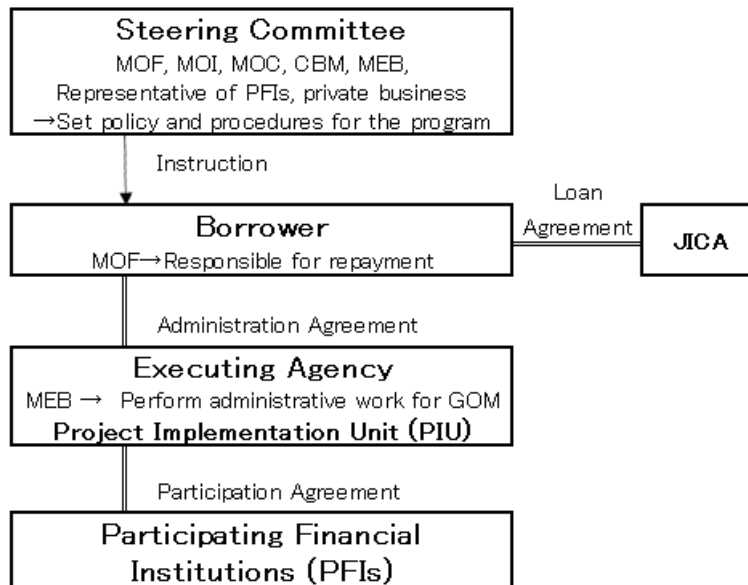 Steering Committee
MOF, MOI, MOC, CBM, MEB,
Representative of PFIs, private business
→Set policy and procedures for the program
Instruction
Loan
Agreement
Borrower
MOF→Responsible for repayment
JICA
Administration Agreement
Executing Agency
MEB → Perform administrative work for GOM
Project Implementation Unit (PIU)
Participation Agreement
Participating Financial
Institutions (PFIs)